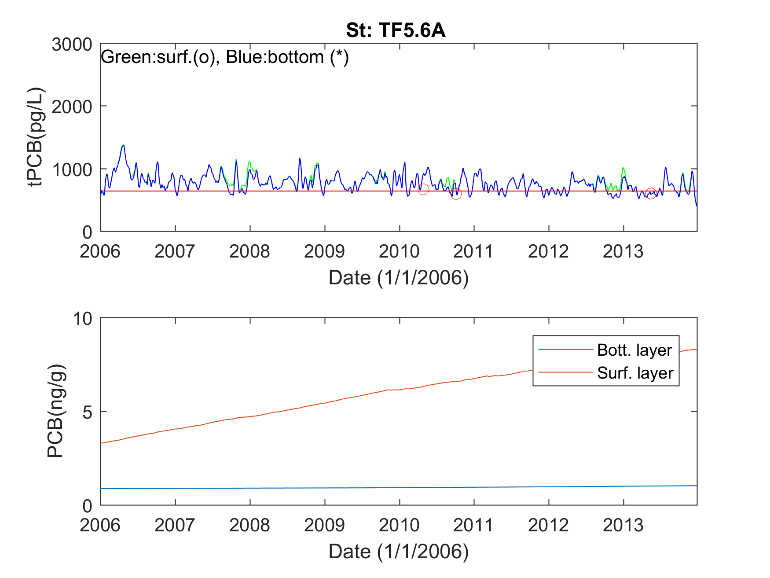 St: TF5.6A
Green:surf.(o), Blue:bottom (*)
tPCB(pg/L)
3000
2000
1000
0
2006 2007 2008 2009 2010 2011 2012 2013
Date (1/1/2006)
PCB(ng/g)
10
5
0
Bott. layer
Surf. layer
2006 2007 2008 2009 2010 2011 2012 2013
Date (1/1/2006)